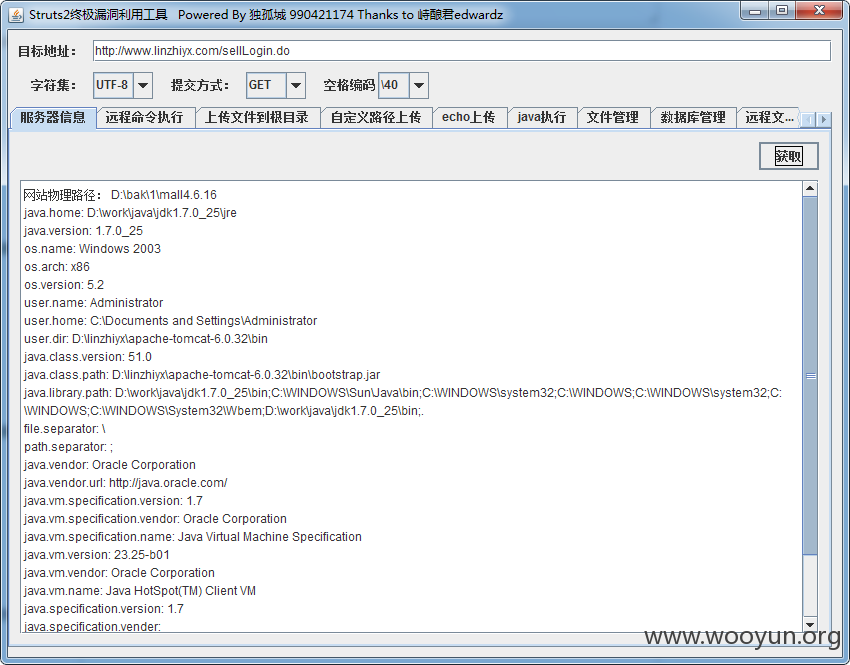 Struts2终极漏洞利用工具 Powered By 独孤城 990421174 Thanks to 峙酿君edwardz
目标地址： http://www.linzhiyx.com/sellLogin.do
字符集： UTF-8 提交方式： GET 空格编码 \40
服务器信息 远程命令执行 上传文件到根目录 自定义路径上传 echo上传 java执行 文件管理 数据库管理 远程文...
获取
网站物理路径： D:\bak\1\mall4.6.16
java.home: D:\work\java\jdk1.7.0_25\jre
java.version: 1.7.0_25
os.name: Windows 2003
os.arch: x86
os.version: 5.2
user.name: Administrator
user.home: C:\Documents and Settings\Administrator
user.dir: D:\linzhiyx\apache-tomcat-6.0.32\bin
java.class.version: 51.0
java.class.path: D:\linzhiyx\apache-tomcat-6.0.32\bin\bootstrap.jar
java.library.path: D:\work\java\jdk1.7.0_25\bin;C:\WINDOWS\Sun\Java\bin;C:\WINDOWS\system32;C:\WINDOWS;C:\WINDOWS\system32;C:
\WINDOWS;C:\WINDOWS\System32\Wbem;D:\work\java\jdk1.7.0_25\bin;.
file.separator: \
path.separator: ;
java.vendor: Oracle Corporation
java.vendor.url: http://java.oracle.com/
java.vm.specification.version: 1.7
java.vm.specification.vendor: Oracle Corporation
java.vm.specification.name: Java Virtual Machine Specification
java.vm.version: 23.25-b01
java.vm.vendor: Oracle Corporation
java.vm.name: Java HotSpot(TM) Client VM
java.specification.version: 1.7
java.specification.vender:
www.wooyun.org